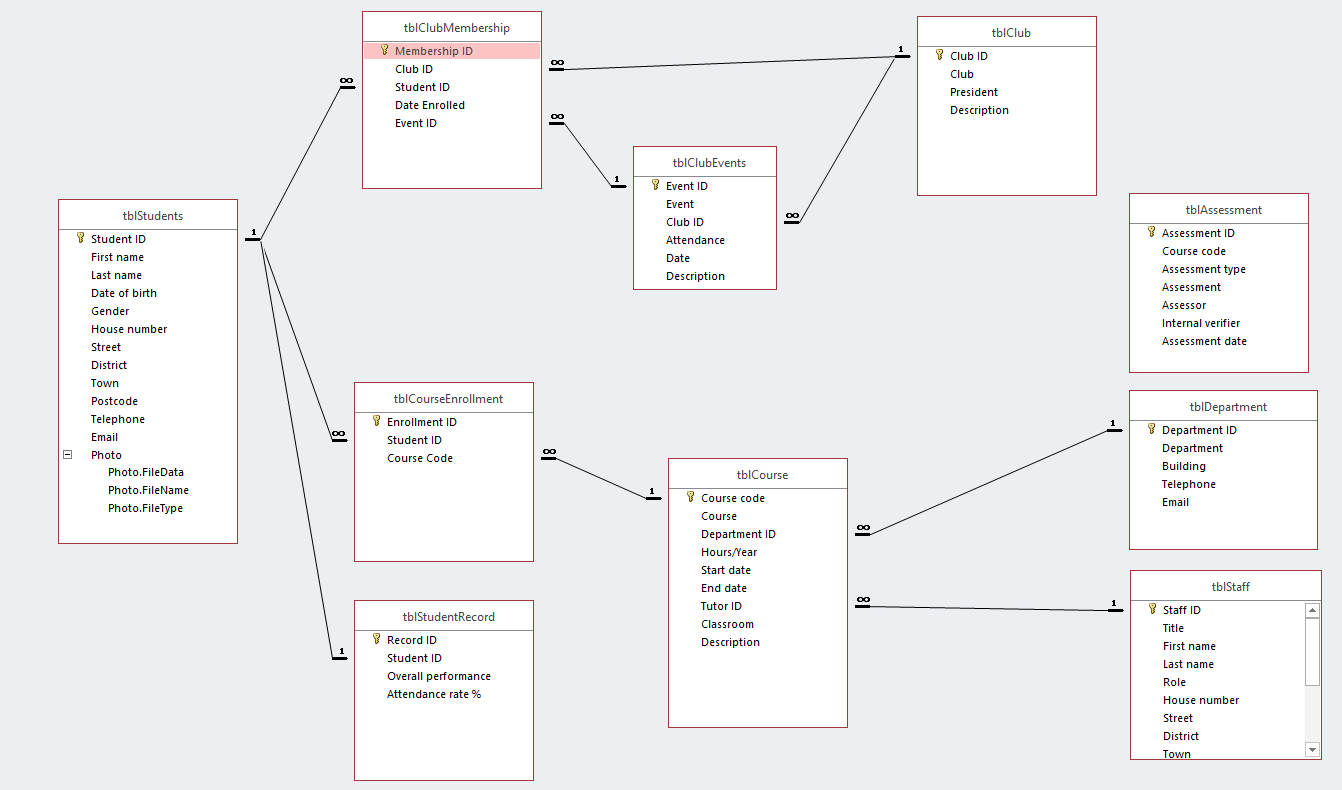 tblClubMembership
Membership ID
Club ID
Student ID
Date Enrolled
Event ID
∞
∞
∞
1
tblClub
Club ID
Club
President
Description
tblClubEvents
Event ID
Event
Club ID
Attendance
Date
Description
1
∞
tblStudents
Student ID
First name
Last name
Date of birth
Gender
House number
Street
District
Town
Postcode
Telephone
Email
Photo
Photo.FileData
Photo.FileName
Photo.FileType
1
tblAssessment
Assessment ID
Course code
Assessment type
Assessment
Assessor
Internal verifier
Assessment date
tblCourseEnrollment
Enrollment ID
Student ID
Course Code
∞
∞
1
tblCourse
Course code
Course
Department ID
Hours/Year
Start date
End date
Tutor ID
Classroom
Description
∞
∞
tblDepartment
Department ID
Department
Building
Telephone
Email
1
tblStudentRecord
Record ID
Student ID
Overall performance
Attendance rate %
1
tblStaff
Staff ID
Title
First name
Last name
Role
House number
Street
District
Town
1